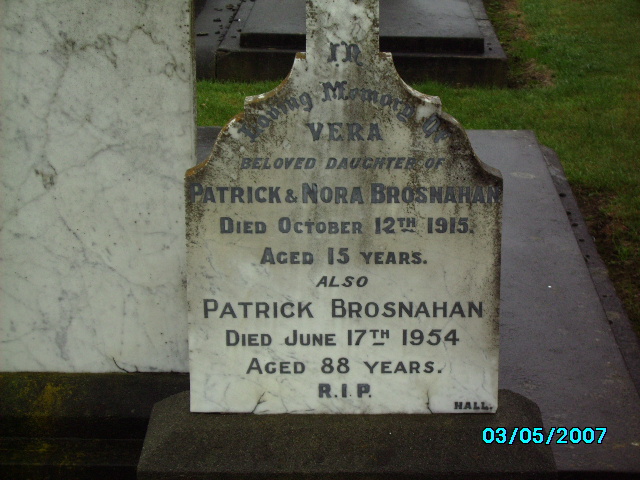 IN
Loving Memory of
VERA
BELOVED DAUGHTER OF
PATRICK & NORA BROSNAHAN
DIED OCTOBER 12TH 1915.
AGED 15 YEARS.
ALSO
PATRICK BROSNAHAN
DIED JUNE 17TH 1954
AGED 88 YEARS.
R.I.P.
HALL.
03/05/2007